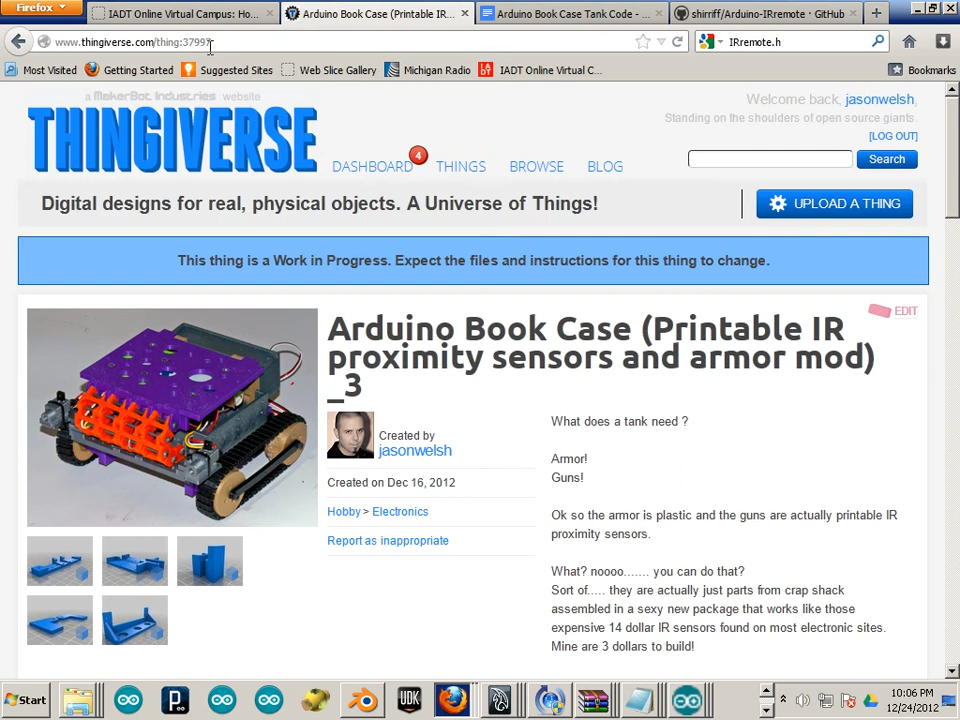 Firefox
IADT Online Virtual Campus: Ho...
Arduino Book Case (Printable IR...
Arduino Book Case Tank Code - ...
shirriff/Arduino-IRremote · GitHub
www.thingiverse.com/thing:37997
IRremote.h
Most Visited
Getting Started
Suggested Sites
Web Slice Gallery
Michigan Radio
IADT Online Virtual C...
Bookmarks
a MakerBot Industries website
THINGIVERSE
Welcome back, jasonwelsh,
Standing on the shoulders of open source giants.
[LOG OUT]
DASHBOARD 4 THINGS BROWSE BLOG
Search
Digital designs for real, physical objects. A Universe of Things!
UPLOAD A THING
This thing is a Work in Progress. Expect the files and instructions for this thing to change.
EDIT
Arduino Book Case (Printable IR
proximity sensors and armor mod)
_3
Created by
jasonwelsh
Created on Dec 16, 2012
Hobby > Electronics
Report as inappropriate
What does a tank need ?
Armor!
Guns!
Ok so the armor is plastic and the guns are actually printable IR
proximity sensors.
What? noooo....... you can do that?
Sort of..... they are actually just parts from crap shack
assembled in a sexy new package that works like those
expensive 14 dollar IR sensors found on most electronic sites.
Mine are 3 dollars to build!
Start
UDK
10:06 PM
12/24/2012